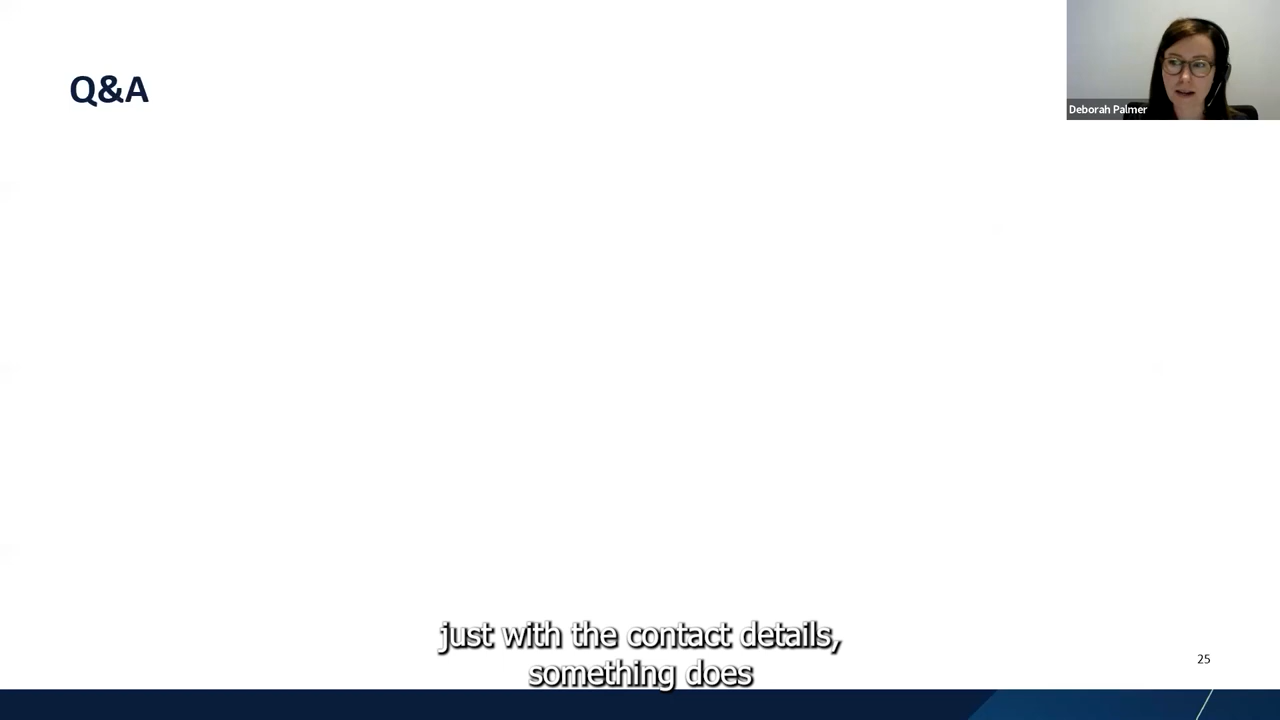 Q&A
Deborah Palmer
just with the contact details,
something does
25